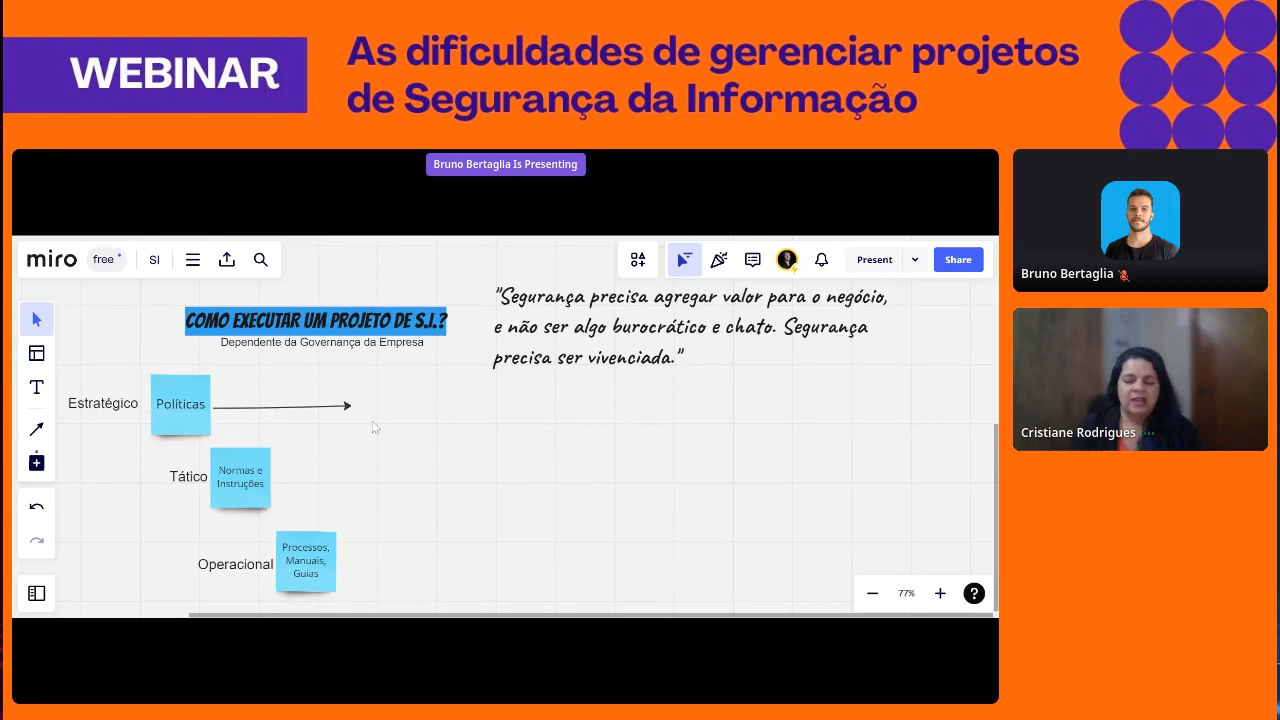 WEBINAR
As dificuldades de gerenciar projetos
de Segurança da Informação
Bruno Bertaglia Is Presenting
miro
free
SI
Present
Share
COMO EXECUTAR UM PROJETO DE S.I.?
Dependente da Governança da Empresa
"Segurança precisa agregar valor para o negócio,
e não ser algo burocrático e chato. Segurança
precisa ser vivenciada."
Estratégico
Políticas
Tático
Normas e
Instruções
Operacional
Processos,
Manuais,
Guias
77%
?
Bruno Bertaglia
Cristiane Rodrigues